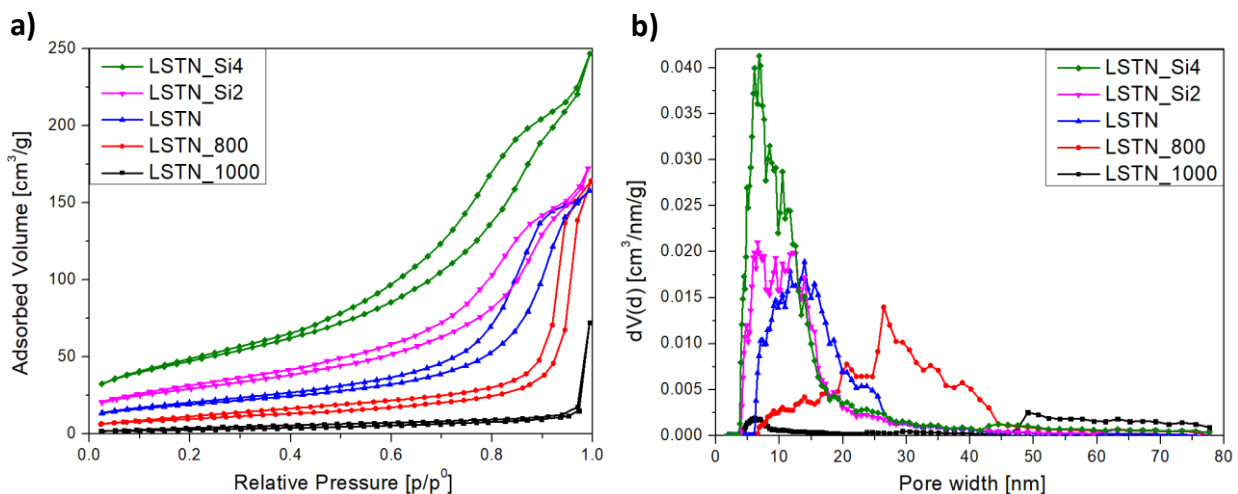 a)
Adsorbed Volume [cm³/g]
250
200
150
100
50
0
LSTN_Si4
LSTN_Si2
LSTN
LSTN_800
LSTN_1000
0.0 0.2 0.4 0.6 0.8 1.0
Relative Pressure [p/p⁰]
b)
dV(d) [cm³/nm/g]
0.040
0.035
0.030
0.025
0.020
0.015
0.010
0.005
0.000
LSTN_Si4
LSTN_Si2
LSTN
LSTN_800
LSTN_1000
0 10 20 30 40 50 60 70 80
Pore width [nm]